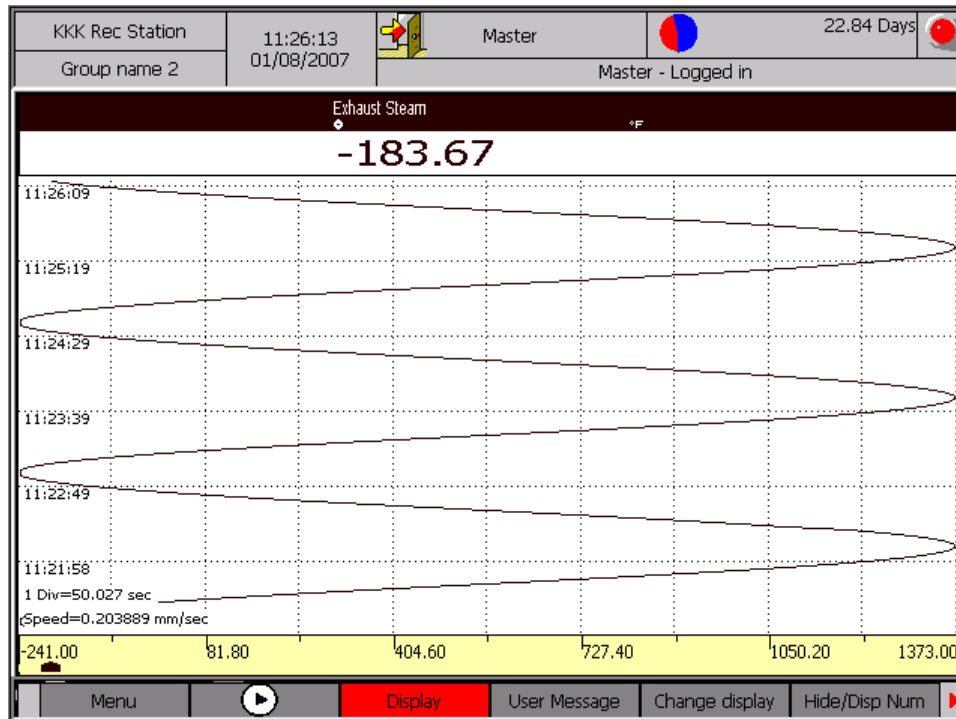 KKK Rec Station
Group name 2
11:26:13
01/08/2007
Master
22.84 Days
Master - Logged in
Exhaust Steam
°F
-183.67
11:26:09
11:25:19
11:24:29
11:23:39
11:22:49
11:21:58
1 Div=50.027 sec
Speed=0.203889 mm/sec
-241.00 81.80 404.60 727.40 1050.20 1373.00
Menu Display User Message Change display Hide/Disp Num